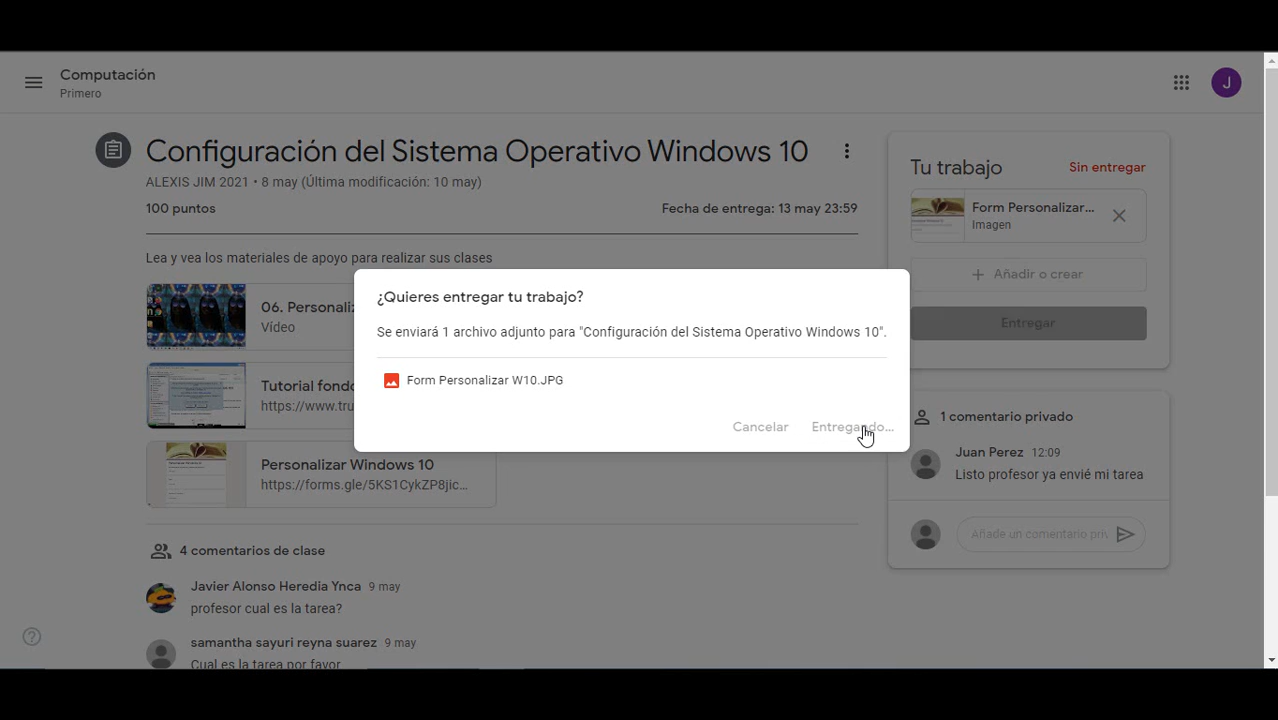 Computación
Primero
J
Configuración del Sistema Operativo Windows 10
ALEXIS JIM 2021 • 8 may (Última modificación: 10 may)
100 puntos
Fecha de entrega: 13 may 23:59
Lea y vea los materiales de apoyo para realizar sus clases
06. Personali
Vídeo
Tutorial fondo
https://www.tru
Personalizar Windows 10
https://forms.gle/5KS1CykZP8jic...
4 comentarios de clase
Javier Alonso Heredia Ynca 9 may
profesor cual es la tarea?
samantha sayuri reyna suarez 9 may
Cual es la tarea por favor
¿Quieres entregar tu trabajo?
Se enviará 1 archivo adjunto para "Configuración del Sistema Operativo Windows 10".
Form Personalizar W10.JPG
Cancelar
Entregando...
Tu trabajo
Sin entregar
Form Personalizar...
Imagen
Añadir o crear
Entregar
1 comentario privado
Juan Perez 12:09
Listo profesor ya envié mi tarea
Añade un comentario priv